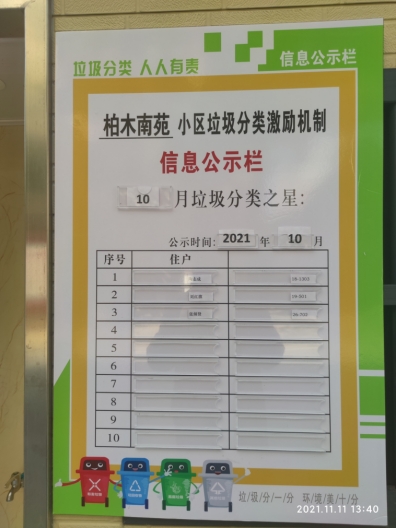 垃圾分类 人人有责
信息公示栏
柏木南苑 小区垃圾分类激励机制
信息公示栏
10 月垃圾分类之星:
公示时间: 2021 年 10 月
序号 住户
1
2
3
4
5
6
7
8
9
10
垃/圾/分/一/分 环/境/美/十/分
2021.11.11 13:40